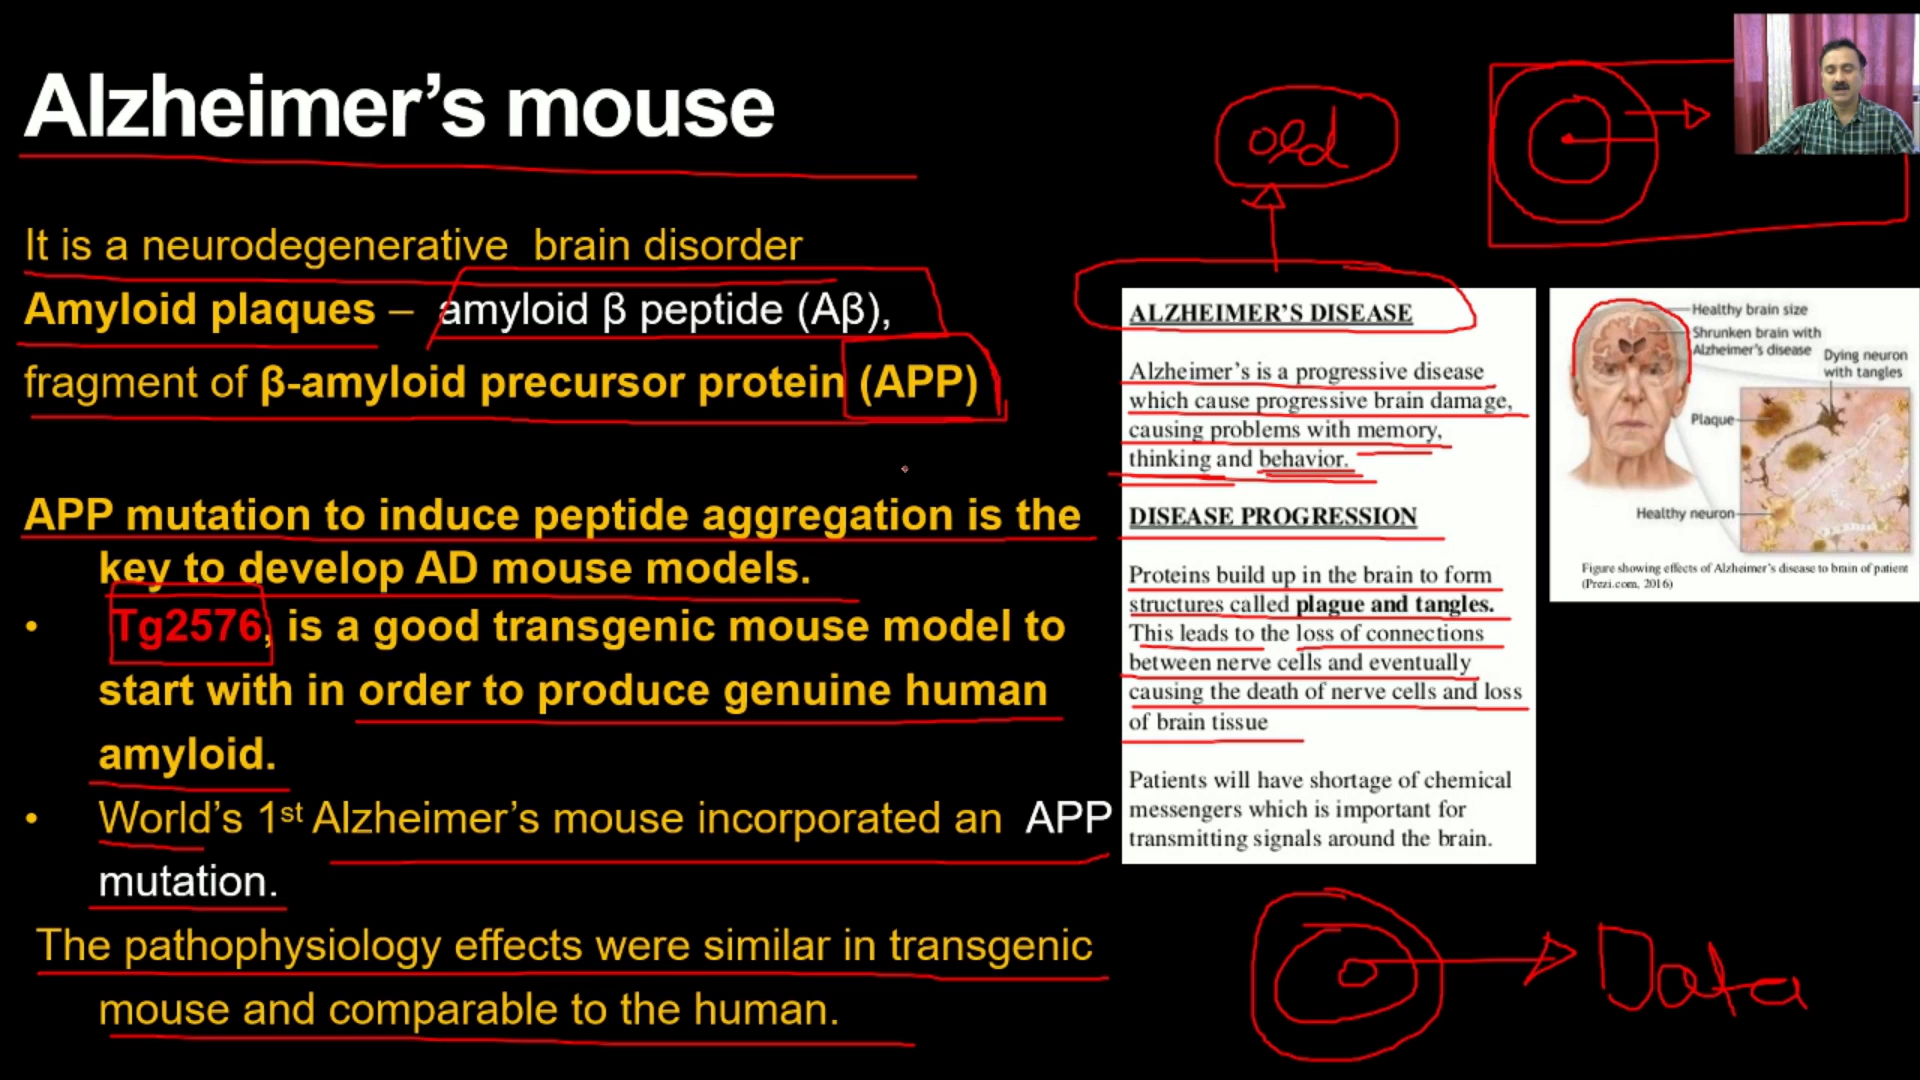 Alzheimer’s mouse
It is a neurodegenerative brain disorder
Amyloid plaques – amyloid β peptide (Aβ),
fragment of β-amyloid precursor protein (APP)
APP mutation to induce peptide aggregation is the
key to develop AD mouse models.
• Tg2576, is a good transgenic mouse model to
start with in order to produce genuine human
amyloid.
• World’s 1st Alzheimer’s mouse incorporated an APP
mutation.
The pathophysiology effects were similar in transgenic
mouse and comparable to the human.
old
ALZHEIMER’S DISEASE
Alzheimer’s is a progressive disease
which cause progressive brain damage,
causing problems with memory,
thinking and behavior.
DISEASE PROGRESSION
Proteins build up in the brain to form
structures called plague and tangles.
This leads to the loss of connections
between nerve cells and eventually
causing the death of nerve cells and loss
of brain tissue
Patients will have shortage of chemical
messengers which is important for
transmitting signals around the brain.
Healthy brain size
Shrunken brain with
Alzheimer’s disease
Dying neuron
with tangles
Plaque
Healthy neuron
Figure showing effects of Alzheimer’s disease to brain of patient
(Prezi.com, 2016)
Data